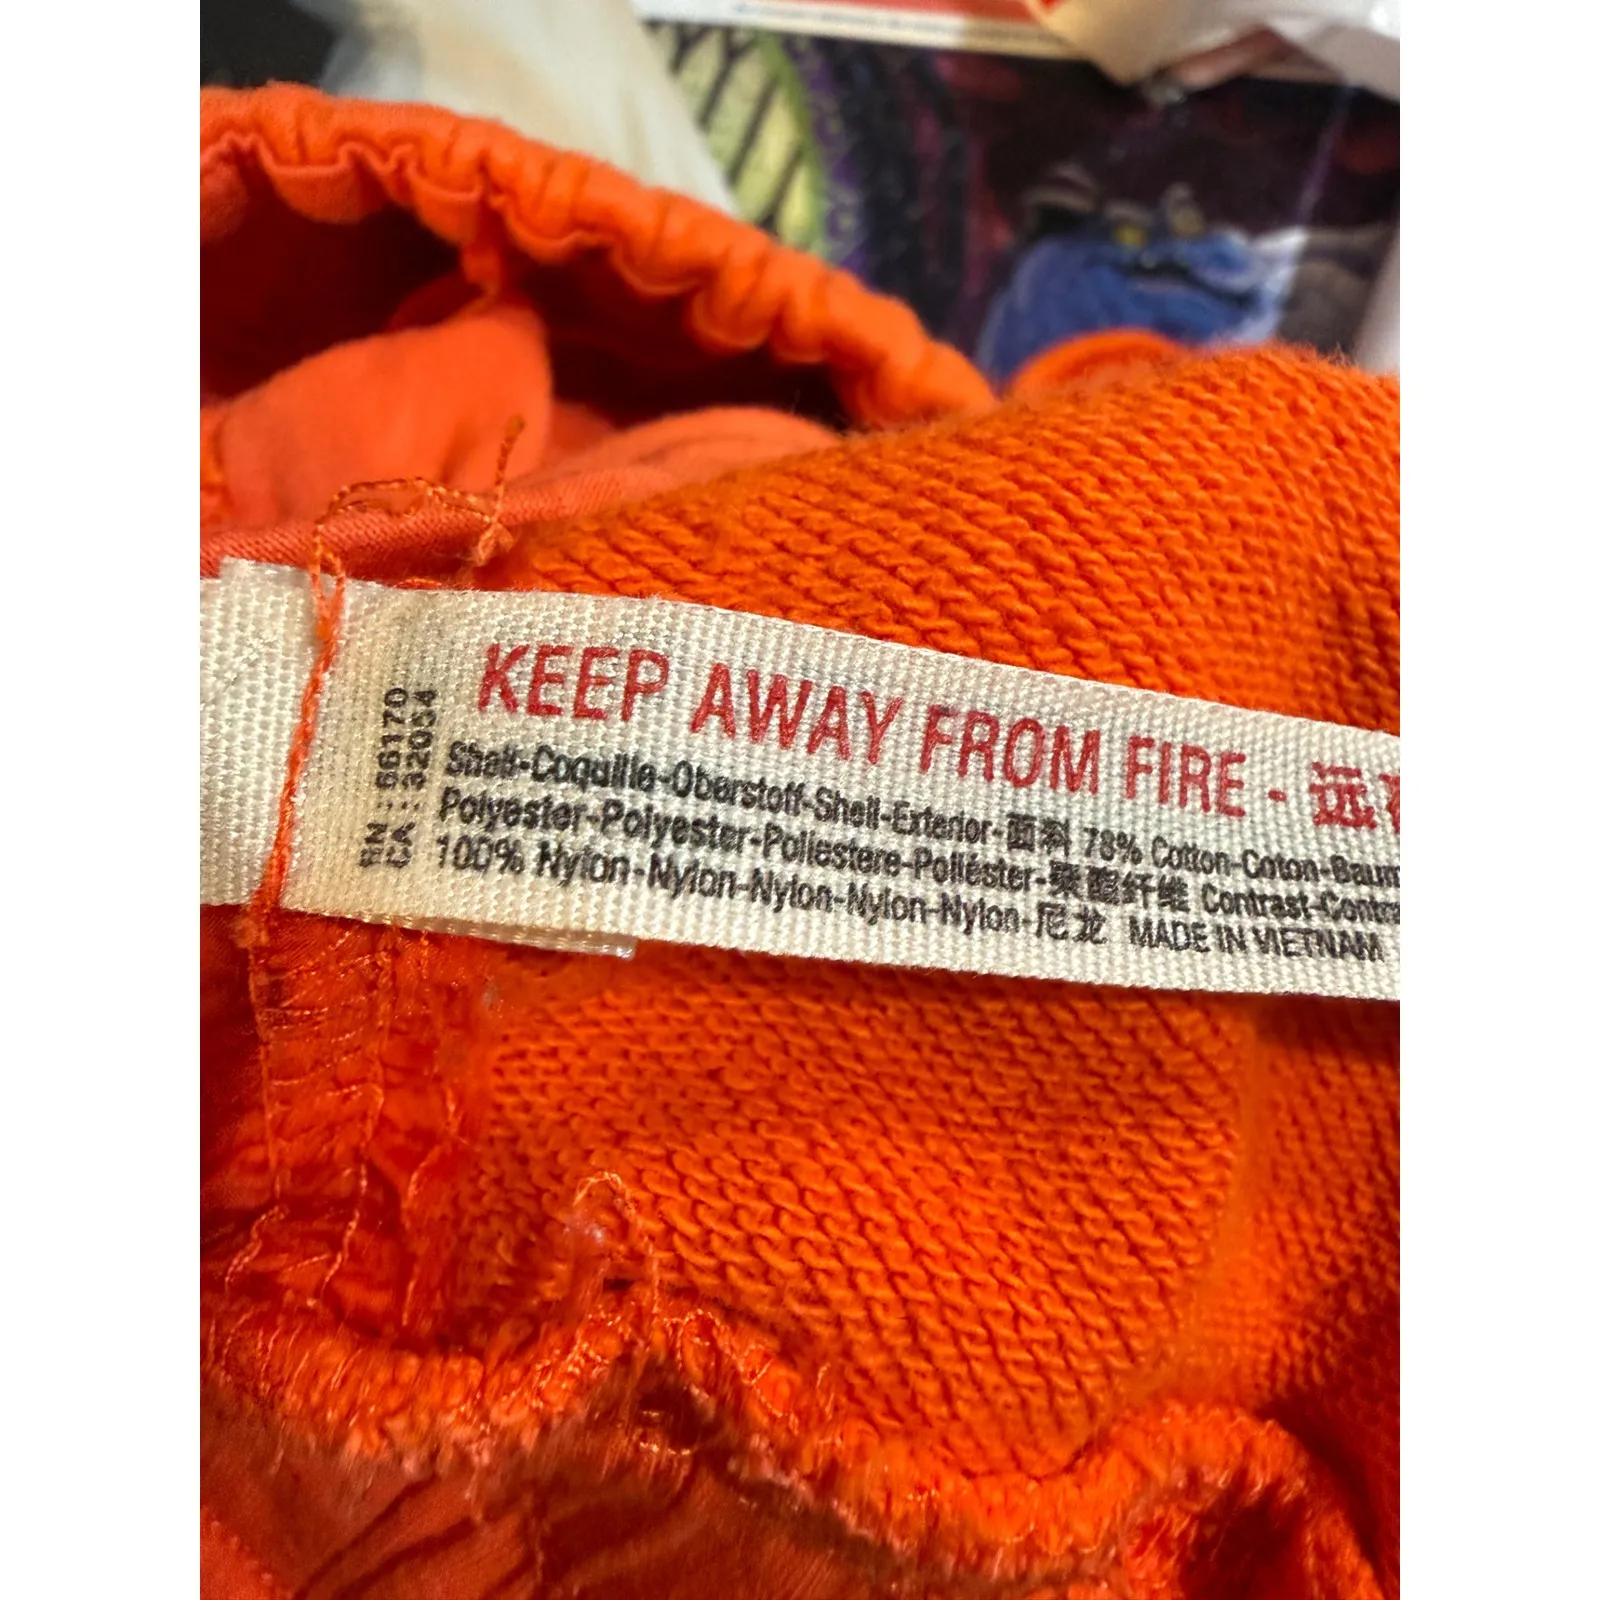 KEEP AWAY FROM FIRE - 远
Shell-Coquille-Oberstoff-Shell-Exterior-面料 78% Cotton-Coton-Baum
Polyester-Polyester-Poliestere-Poliéster-聚酯纤维 Contrast-Contra
100% Nylon-Nylon-Nylon-Nylon-Nylon-尼龙 MADE IN VIETNAM
RN : 66170
CA : 32054